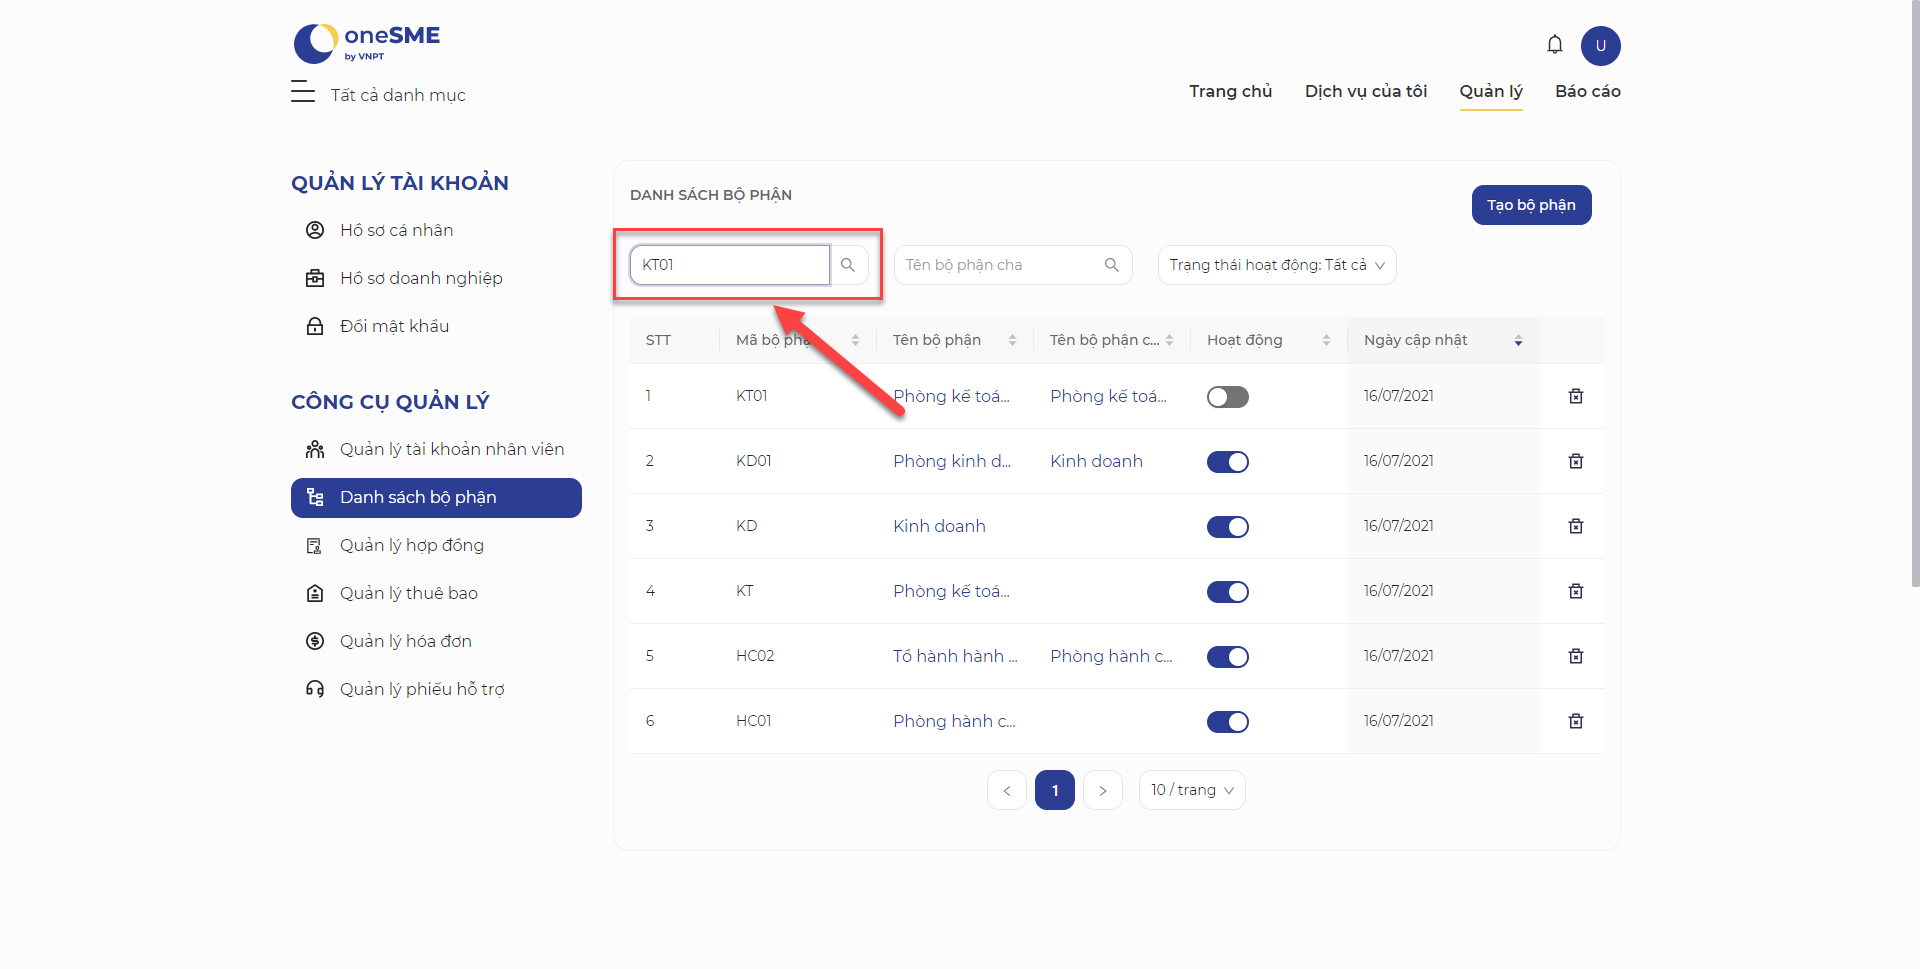 oneSME
by VNPT
U
Tất cả danh mục
Trang chủ
Dịch vụ của tôi
Quản lý
Báo cáo
QUẢN LÝ TÀI KHOẢN
Hồ sơ cá nhân
Hồ sơ doanh nghiệp
Đổi mật khẩu
CÔNG CỤ QUẢN LÝ
Quản lý tài khoản nhân viên
Danh sách bộ phận
Quản lý hợp đồng
Quản lý thuê bao
Quản lý hóa đơn
Quản lý phiếu hỗ trợ
DANH SÁCH BỘ PHẬN
Tạo bộ phận
KT01
Tên bộ phận cha
Trạng thái hoạt động: Tất cả
STT Mã bộ Tên bộ phận Tên bộ phận c... Hoạt động Ngày cập nhật
1 KT01 Phòng kế toá... Phòng kế toá... 16/07/2021
2 KD01 Phòng kinh d... Kinh doanh 16/07/2021
3 KD Kinh doanh 16/07/2021
4 KT Phòng kế toá... 16/07/2021
5 HC02 Tổ hành hành ... Phòng hành c... 16/07/2021
6 HC01 Phòng hành c... 16/07/2021
< 1 > 10 / trang